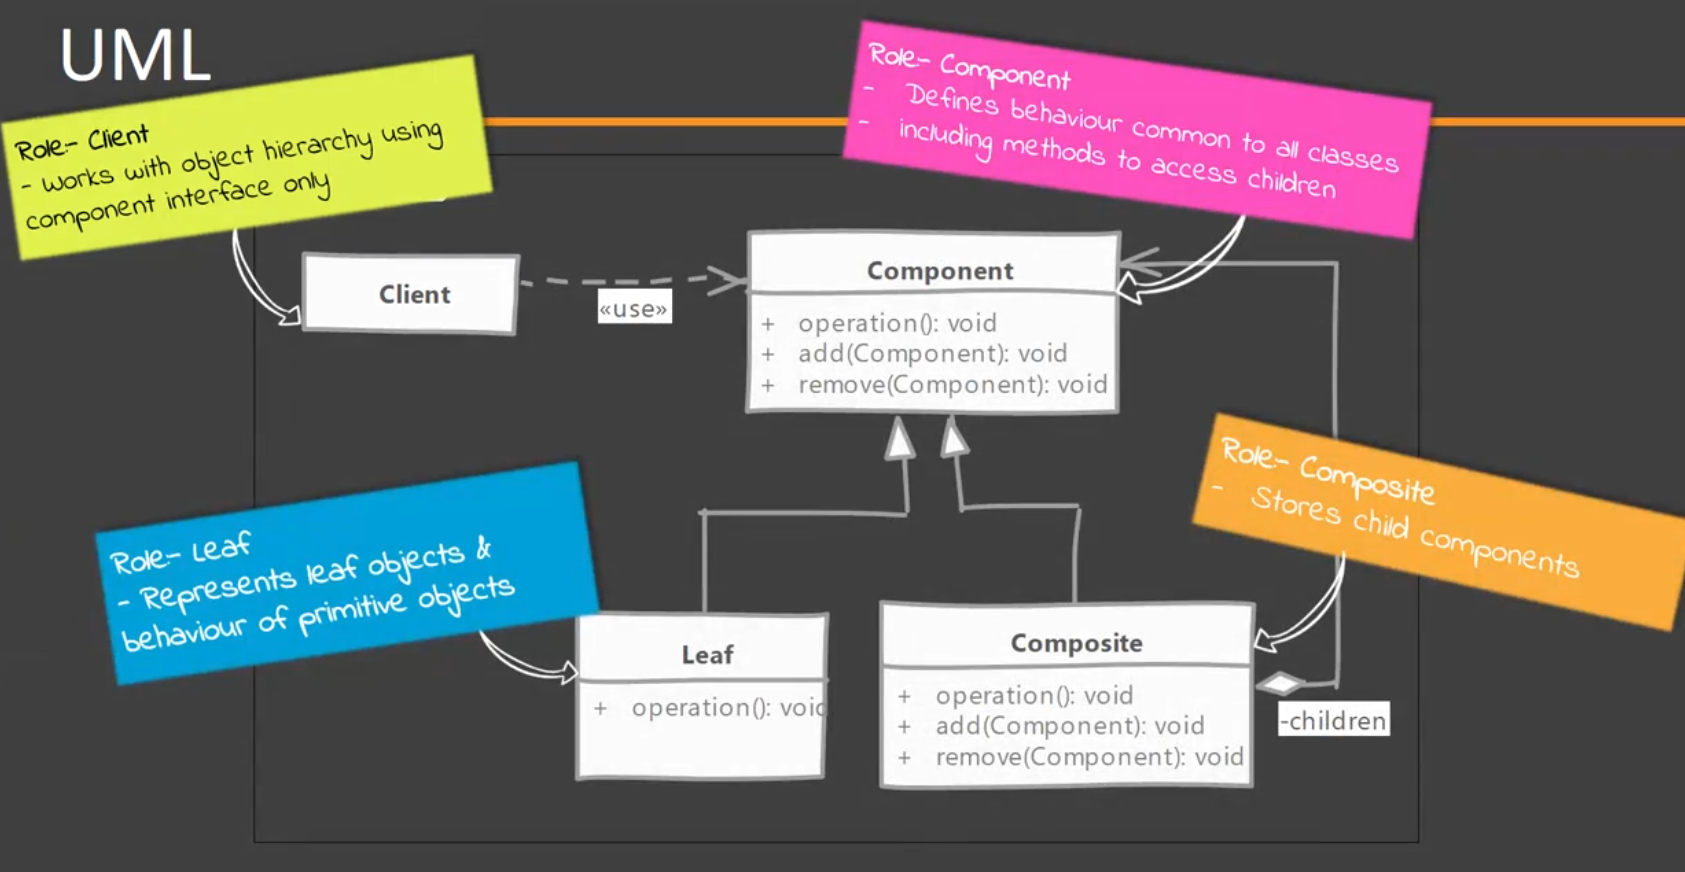 UML
Role:- Client
- Works with object hierarchy using
component interface only
Role:- Component
- Defines behaviour common to all classes
- including methods to access children
Client
«use»
Component
+ operation(): void
+ add(Component): void
+ remove(Component): void
Role:- Composite
- Stores child components
Role:- Leaf
- Represents leaf objects &
behaviour of primitive objects
Leaf
+ operation(): void
Composite
+ operation(): void
+ add(Component): void
+ remove(Component): void
-children